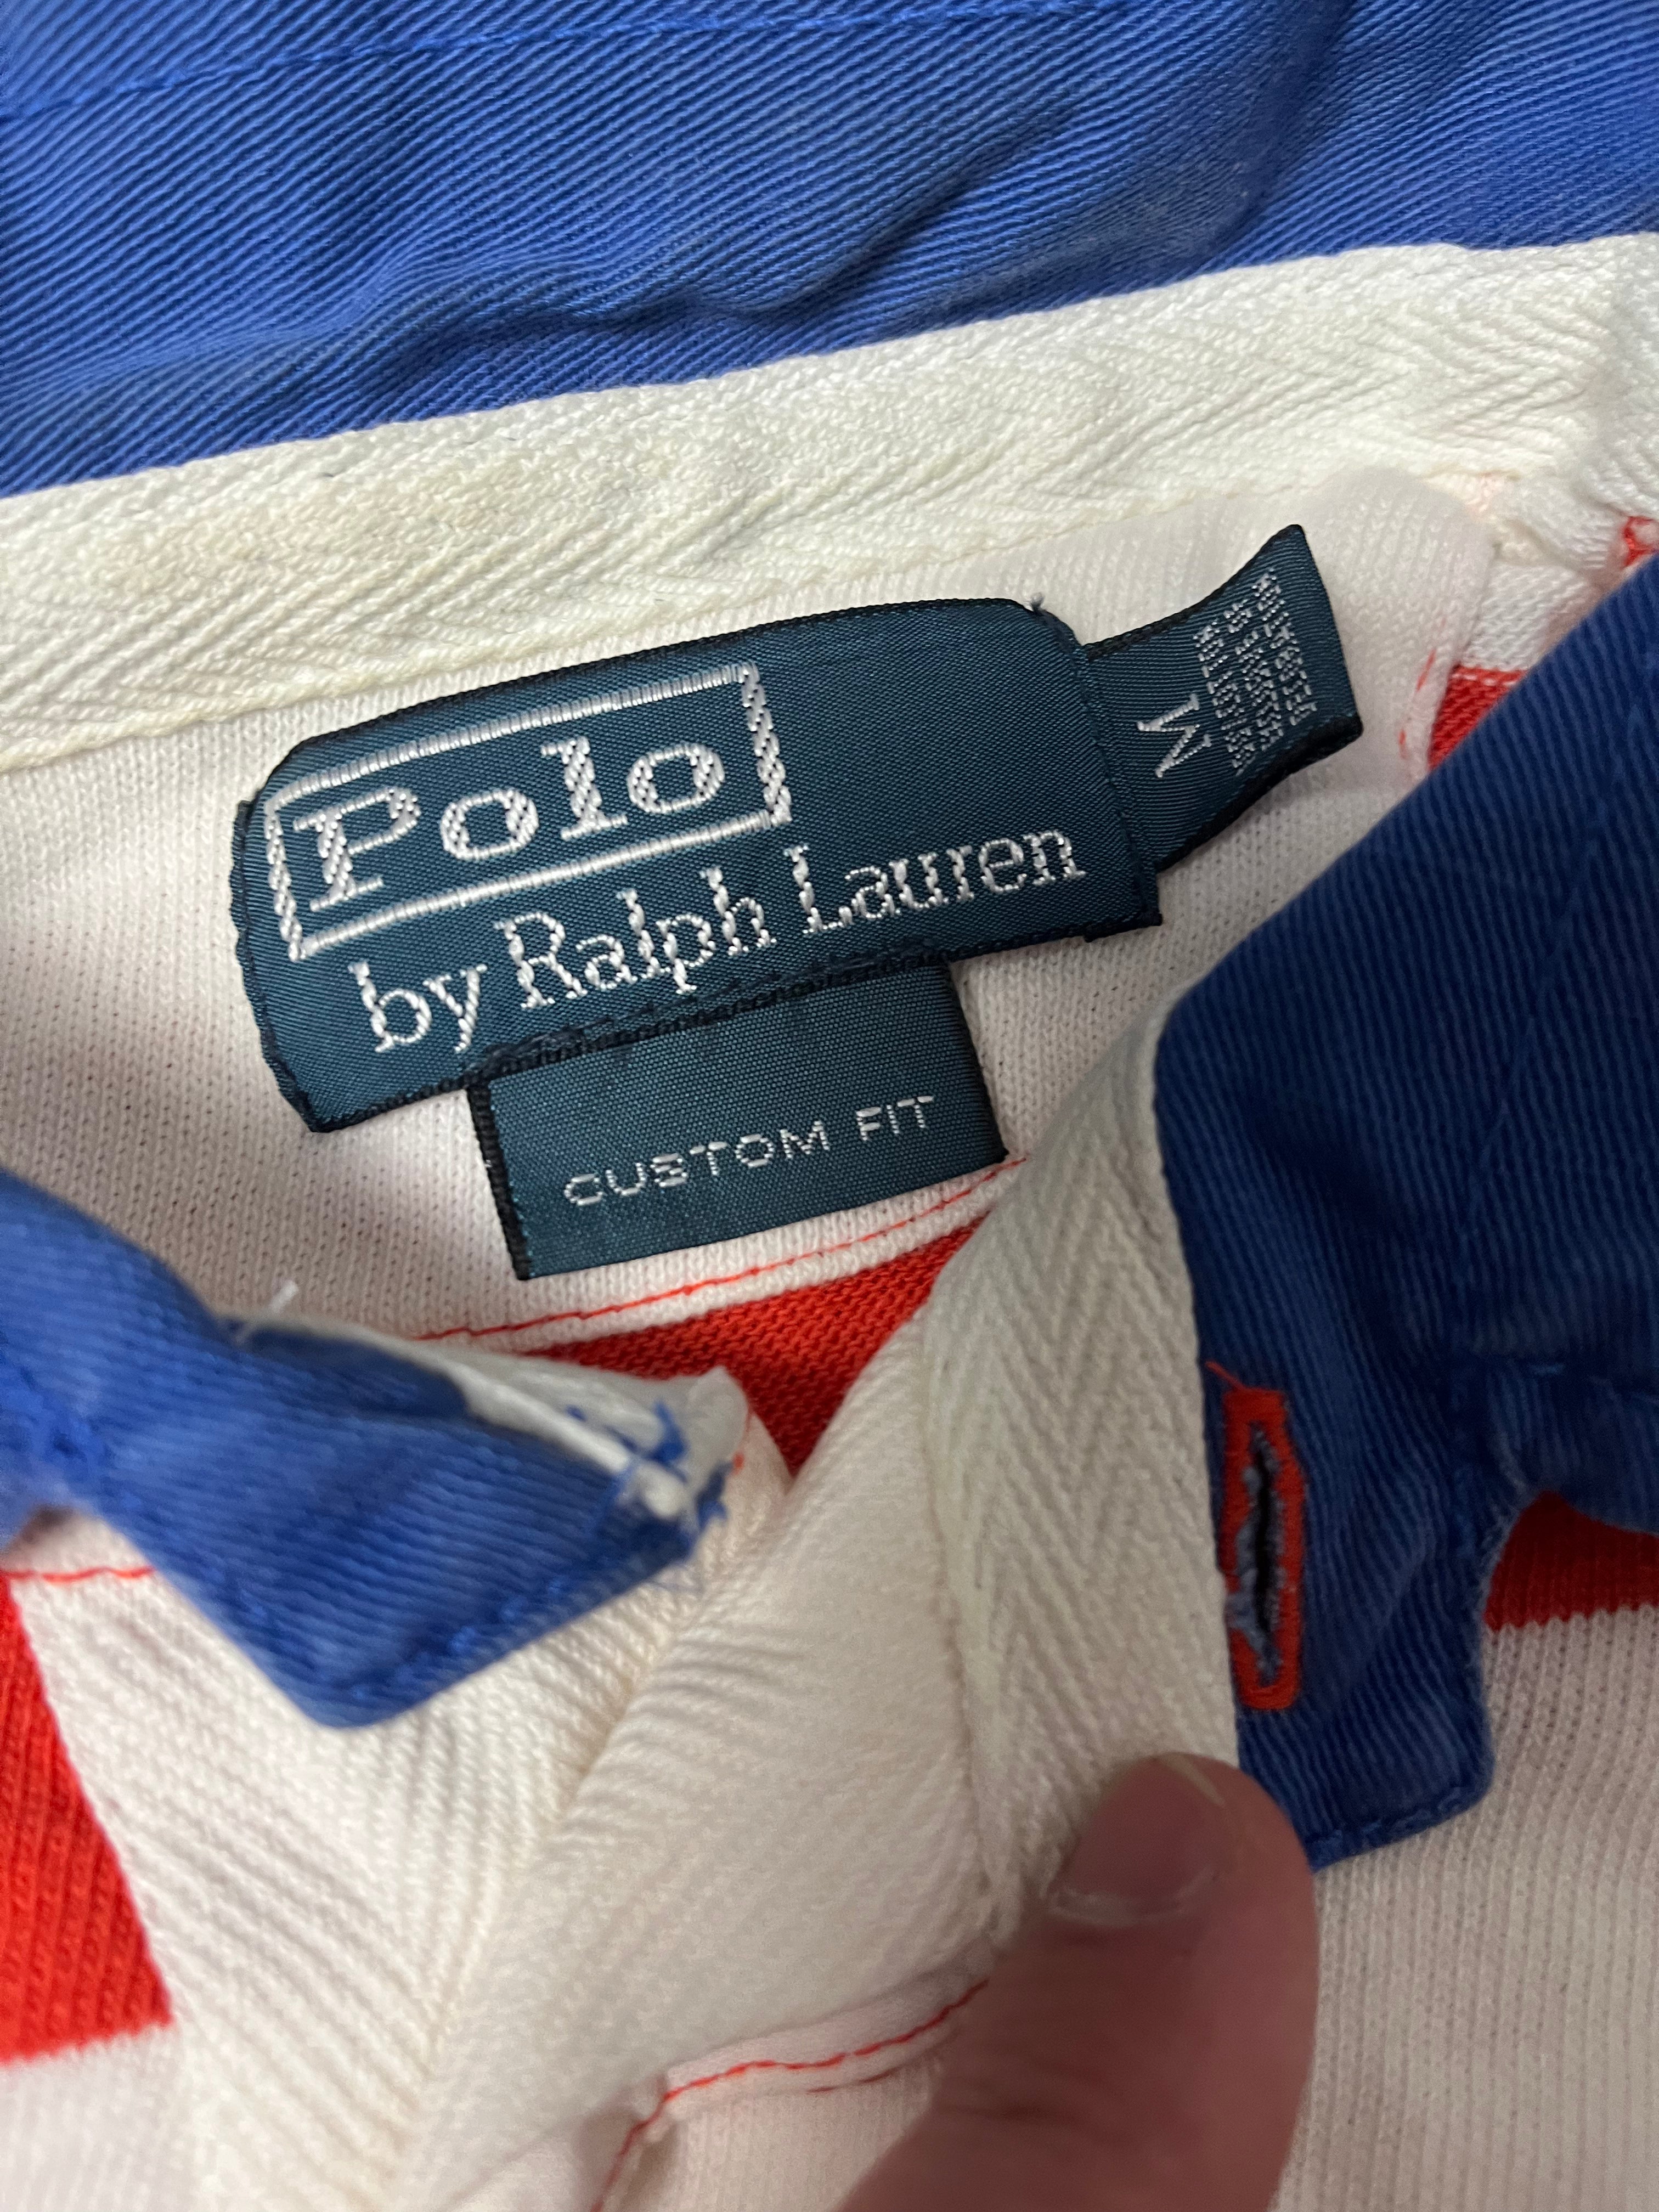 Polo
by Ralph Lauren
M
CUSTOM FIT